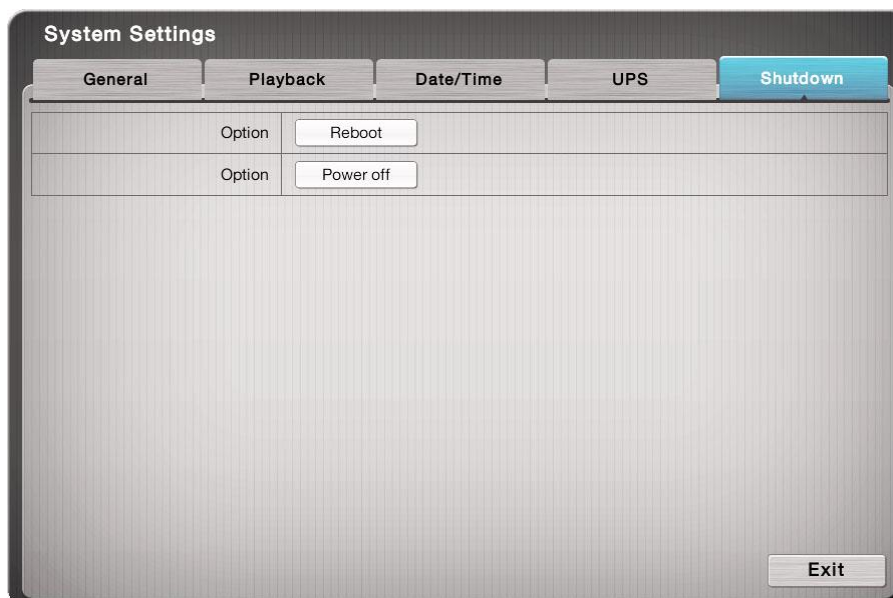 System Settings
General Playback Date/Time UPS Shutdown
Option Reboot
Option Power off
Exit